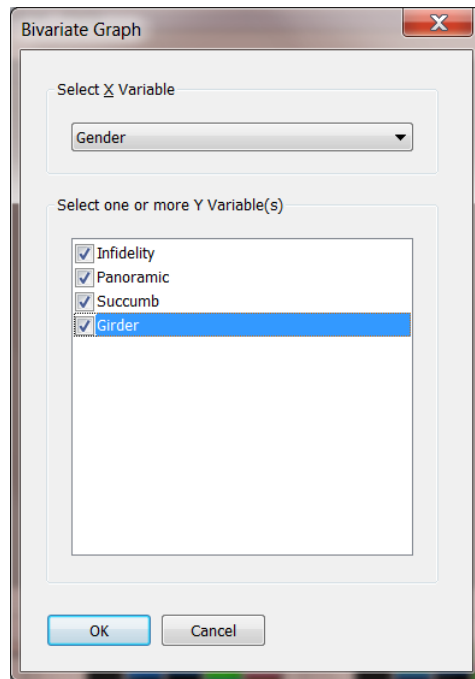 Bivariate Graph
Select X Variable
Gender
Select one or more Y Variable(s)
Infidelity
Panoramic
Succumb
Girder
OK Cancel